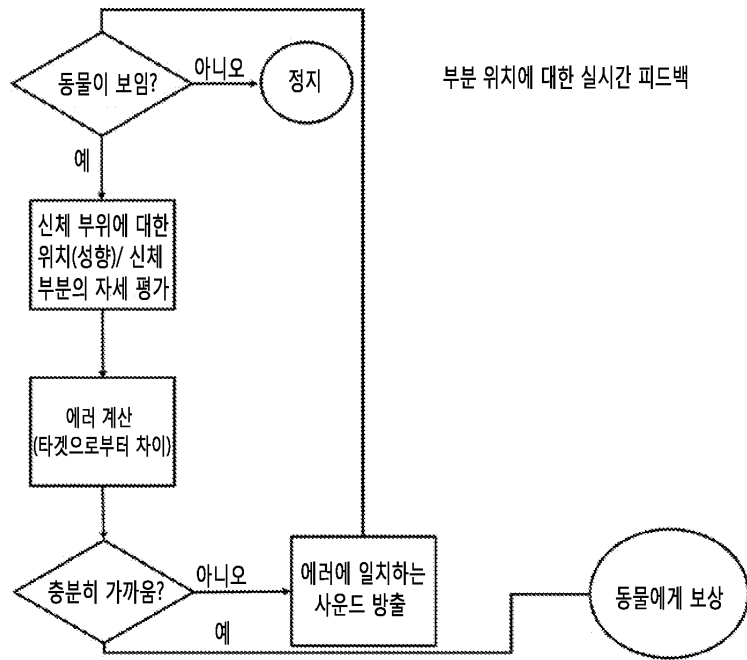 동물이 보임?
아니오
정지
부분 위치에 대한 실시간 피드백
예
신체 부위에 대한
위치(성향)/ 신체
부분의 자세 평가
에러 계산
(타겟으로부터 차이)
충분히 가까움?
아니오
에러에 일치하는
사운드 방출
예
동물에게 보상